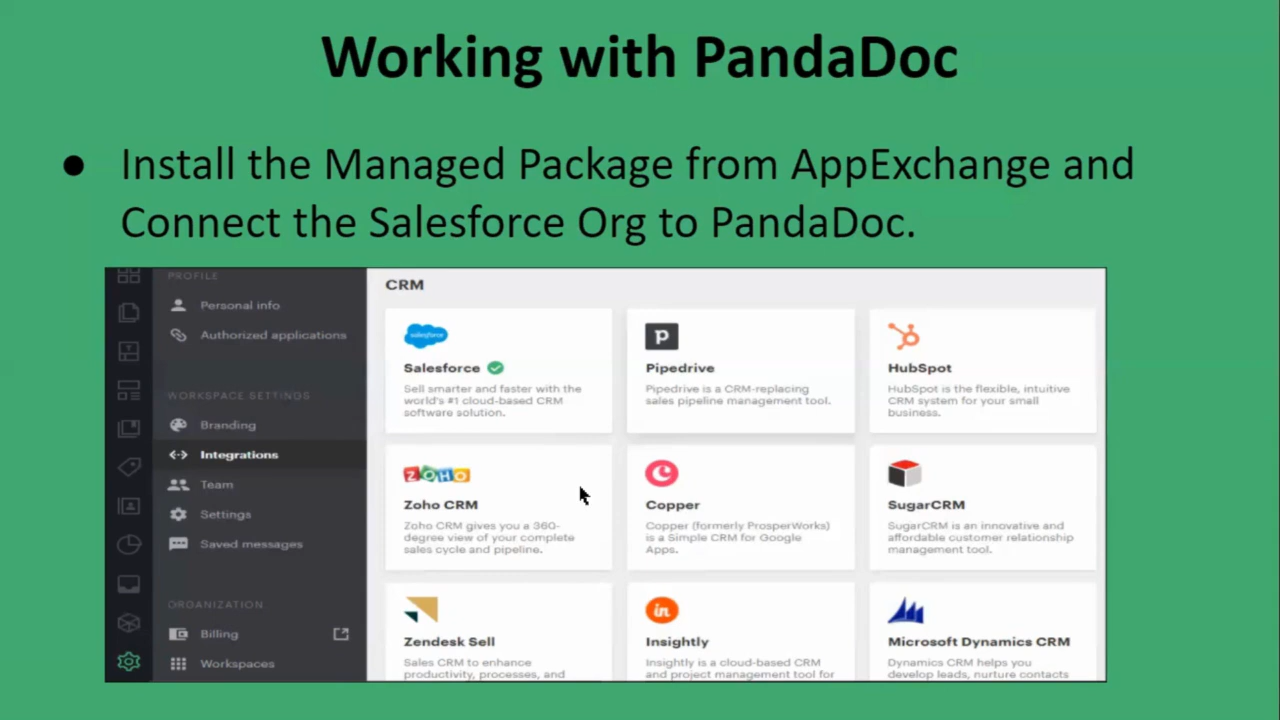 Working with PandaDoc
● Install the Managed Package from AppExchange and
Connect the Salesforce Org to PandaDoc.
PROFILE
Personal info
Authorized applications
WORKSPACE SETTINGS
Branding
Integrations
Team
Settings
Saved messages
ORGANIZATION
Billing
Workspaces
CRM
salesforce
Salesforce
Sell smarter and faster with the
world's #1 cloud-based CRM
software solution.
p
Pipedrive
Pipedrive is a CRM-replacing
sales pipeline management tool.
HubSpot
HubSpot is the flexible, intuitive
CRM system for your small
business.
ZOHO
Zoho CRM
Zoho CRM gives you a 360-
degree view of your complete
sales cycle and pipeline.
Copper
Copper (formerly ProsperWorks)
is a Simple CRM for Google
Apps.
SugarCRM
SugarCRM is an innovative and
affordable customer relationship
management tool.
Zendesk Sell
Sales CRM to enhance
productivity, processes, and
in
Insightly
Insightly is a cloud-based CRM
and project management tool for
Microsoft Dynamics CRM
Dynamics CRM helps you
develop leads, nurture contacts